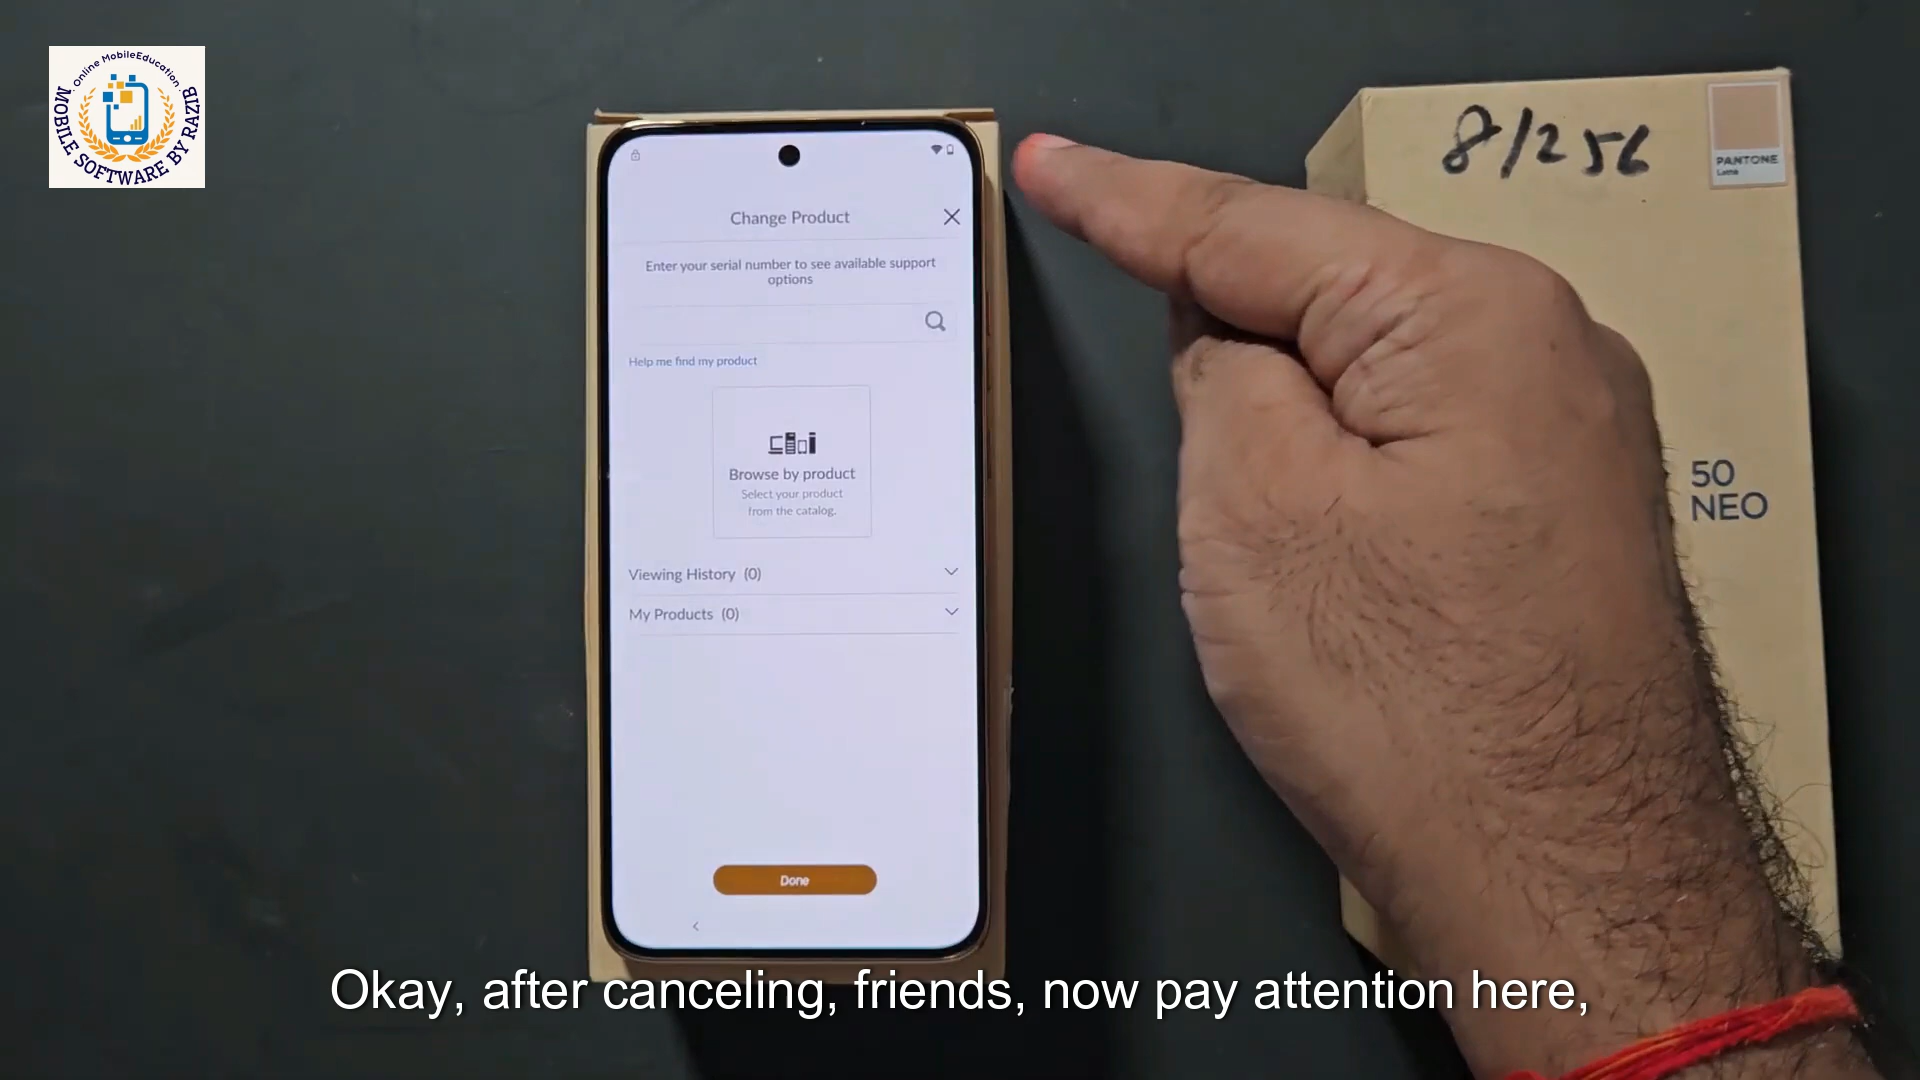 Online MobileEducation
MOBILE SOFTWARE BY RAZIB
8/256
PANTONE
Change Product
Enter your serial number to see available support
options
Help me find my product
Browse by product
Select your product
from the catalog.
Viewing History (0)
My Products (0)
Done
50
NEO
Okay, after canceling, friends, now pay attention here,